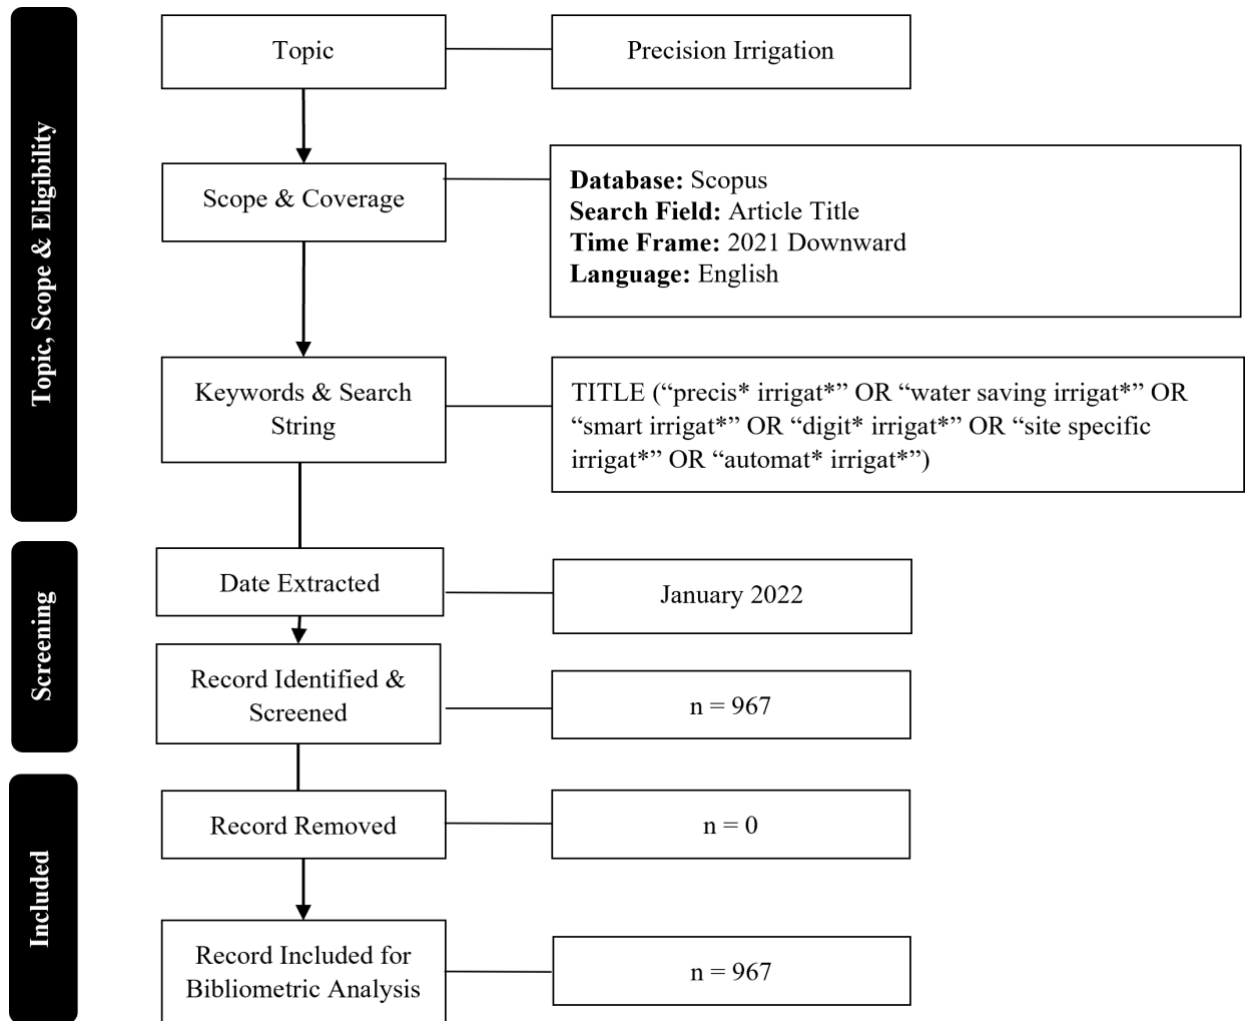 Topic, Scope & Eligibility
Topic
Precision Irrigation
Scope & Coverage
Database: Scopus
Search Field: Article Title
Time Frame: 2021 Downward
Language: English
Keywords & Search
String
TITLE (“precis* irrigat*” OR “water saving irrigat*” OR
“smart irrigat*” OR “digit* irrigat*” OR “site specific
irrigat*” OR “automat* irrigat*”)
Screening
Date Extracted
January 2022
Record Identified &
Screened
n = 967
Included
Record Removed
n = 0
Record Included for
Bibliometric Analysis
n = 967